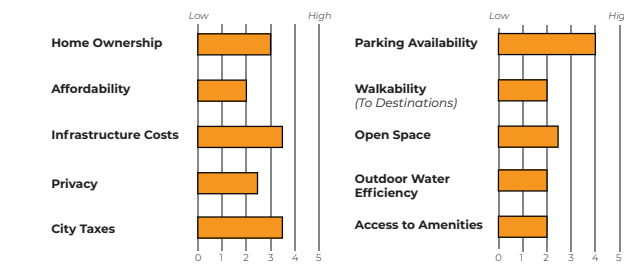 Low High
Home Ownership
Affordability
Infrastructure Costs
Privacy
City Taxes
0 1 2 3 4 5
Low Hig
Parking Availability
Walkability
(To Destinations)
Open Space
Outdoor Water
Efficiency
Access to Amenities
0 1 2 3 4 5